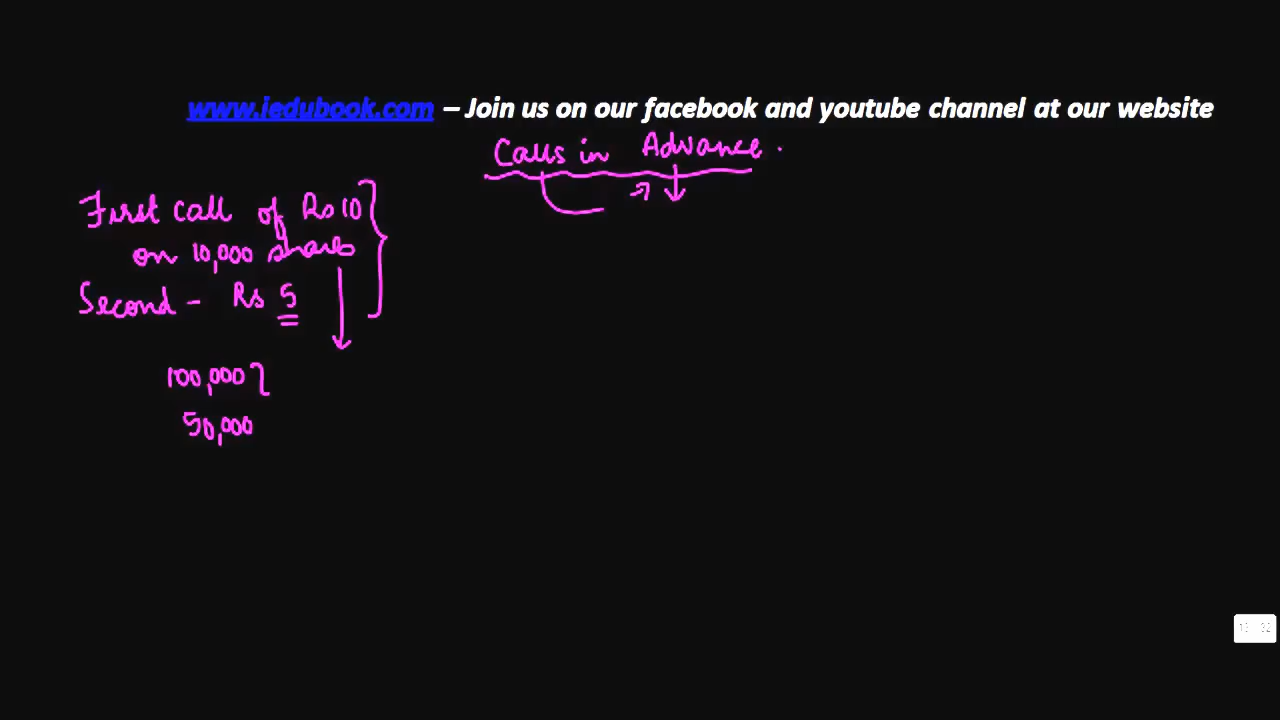 www.iedubook.com – Join us on our facebook and youtube channel at our website
Calls in Advance.
First call of Rs 10
on 10,000 shares
Second - Rs 5
100,000
50,000